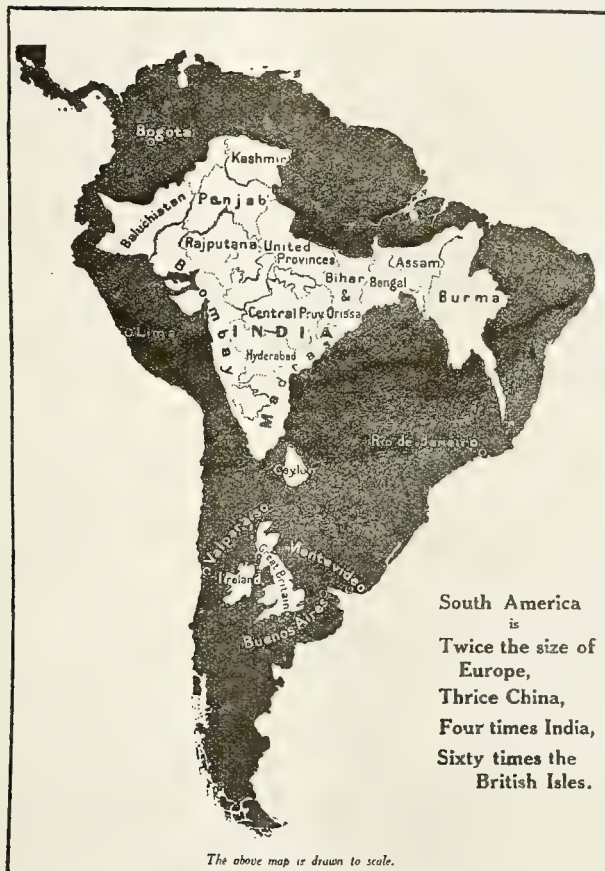 Bogota
Kashmir
Baluchistan
Panjab
Rajputana
United
Provinces
Bihar
&
Orissa
Bengal
Assam
Burma
Bombay
Central Prov.
INDIA
Hyderabad
Madras
Lima
Rio de Janeiro
Ceylon
Valparaiso
Montevideo
Ireland
Great Britain
Buenos Aires
South America
is
Twice the size of
Europe,
Thrice China,
Four times India,
Sixty times the
British Isles.
The above map is drawn to scale.